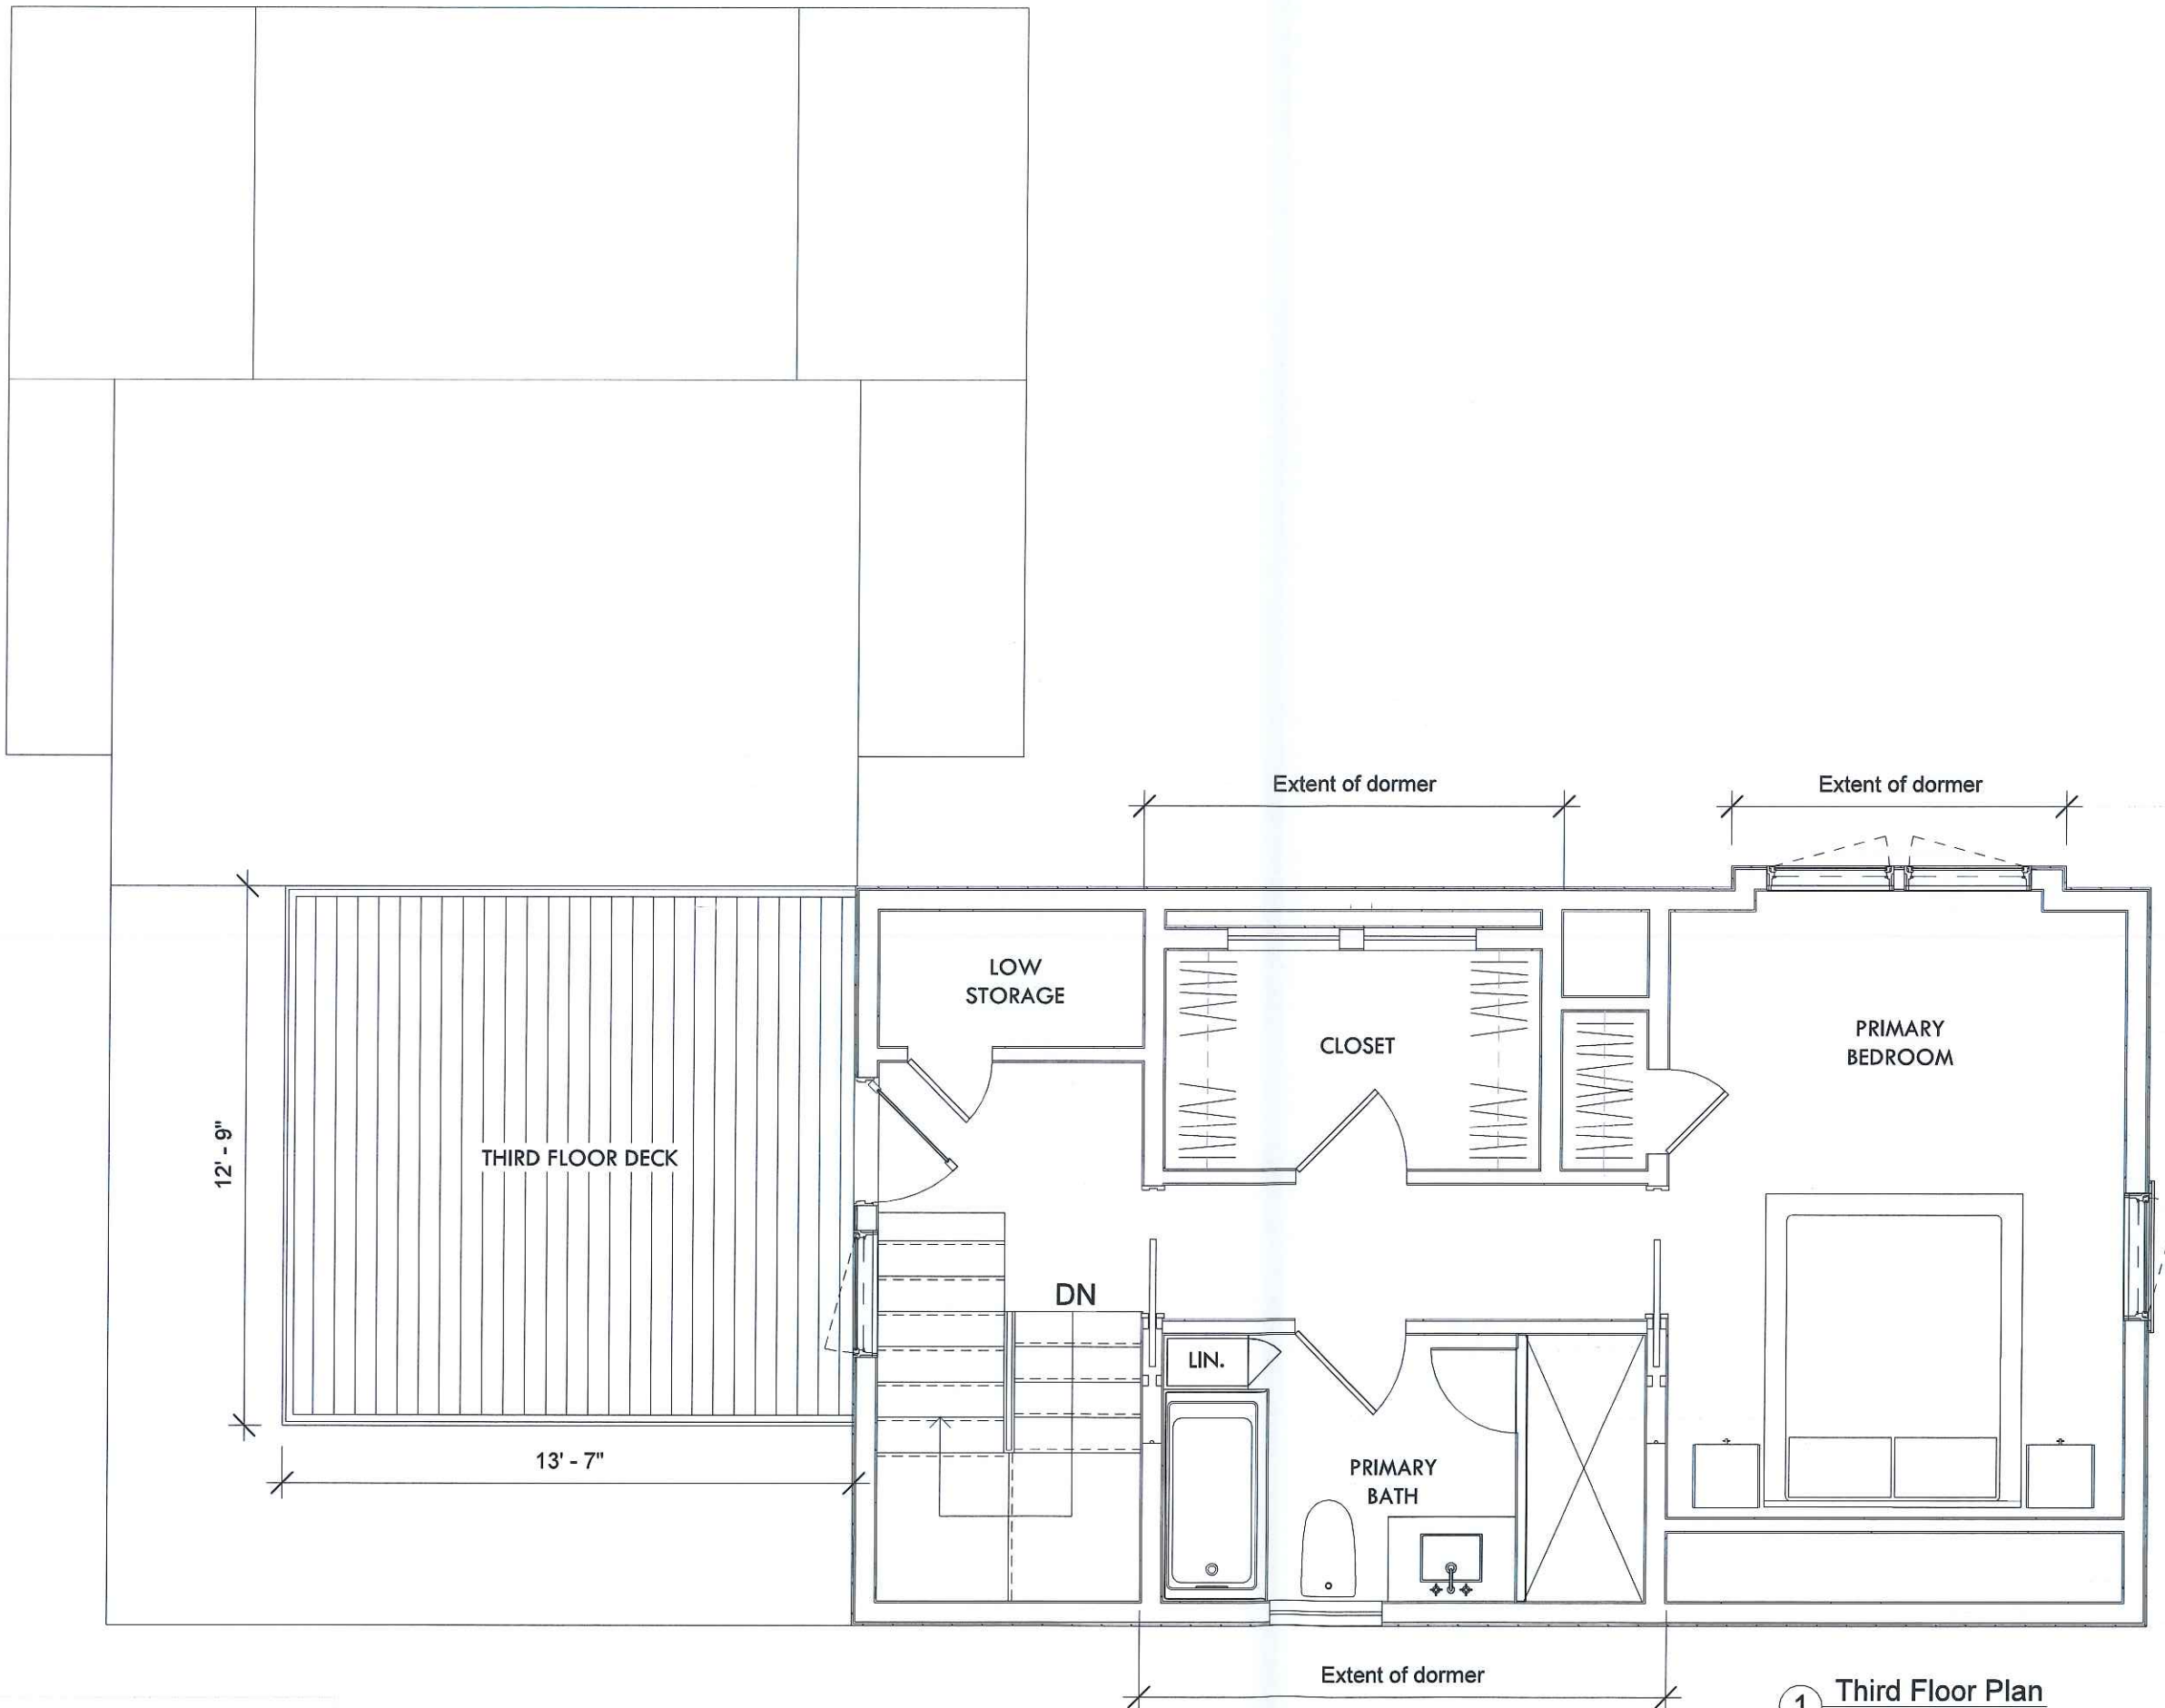 Extent of dormer
Extent of dormer
LOW
STORAGE
CLOSET
PRIMARY
BEDROOM
12' - 9"
THIRD FLOOR DECK
DN
LIN.
13' - 7"
PRIMARY
BATH
Extent of dormer
1
Third Floor Plan